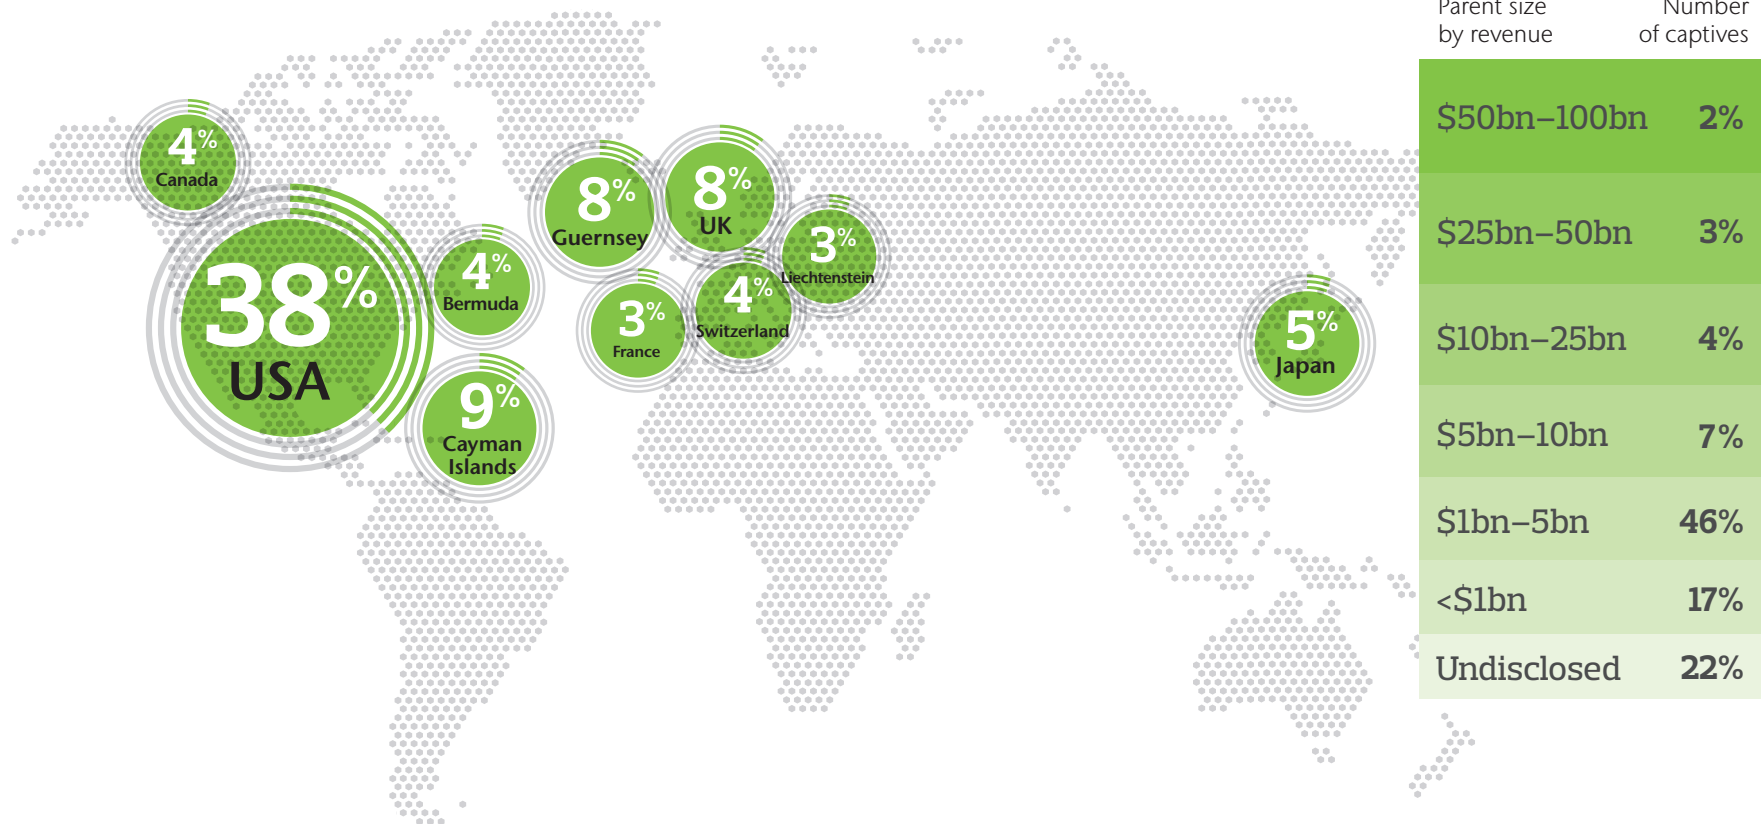 4%
Canada
38%
USA
4%
Bermuda
9%
Cayman
Islands
8%
Guernsey
8%
UK
3%
Liechtenstein
3%
France
4%
Switzerland
5%
Japan
Parent size Number
by revenue of captives
$50bn–100bn 2%
$25bn–50bn 3%
$10bn–25bn 4%
$5bn–10bn 7%
$1bn–5bn 46%
<$1bn 17%
Undisclosed 22%